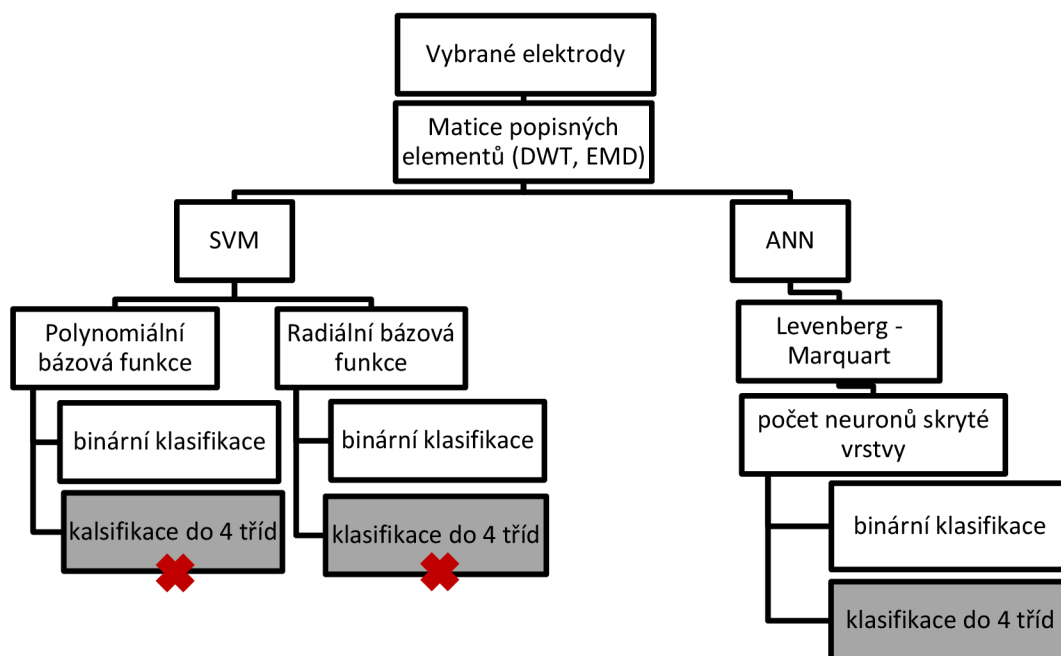 Vybrané elektrody
Matice popisných
elementů (DWT, EMD)
SVM
ANN
Polynomiální
bázová funkce
Radiální bázová
funkce
Levenberg -
Marquart
binární klasifikace
binární klasifikace
počet neuronů skryté
vrstvy
kalsifikace do 4 tříd
klasifikace do 4 tříd
binární klasifikace
klasifikace do 4 tříd